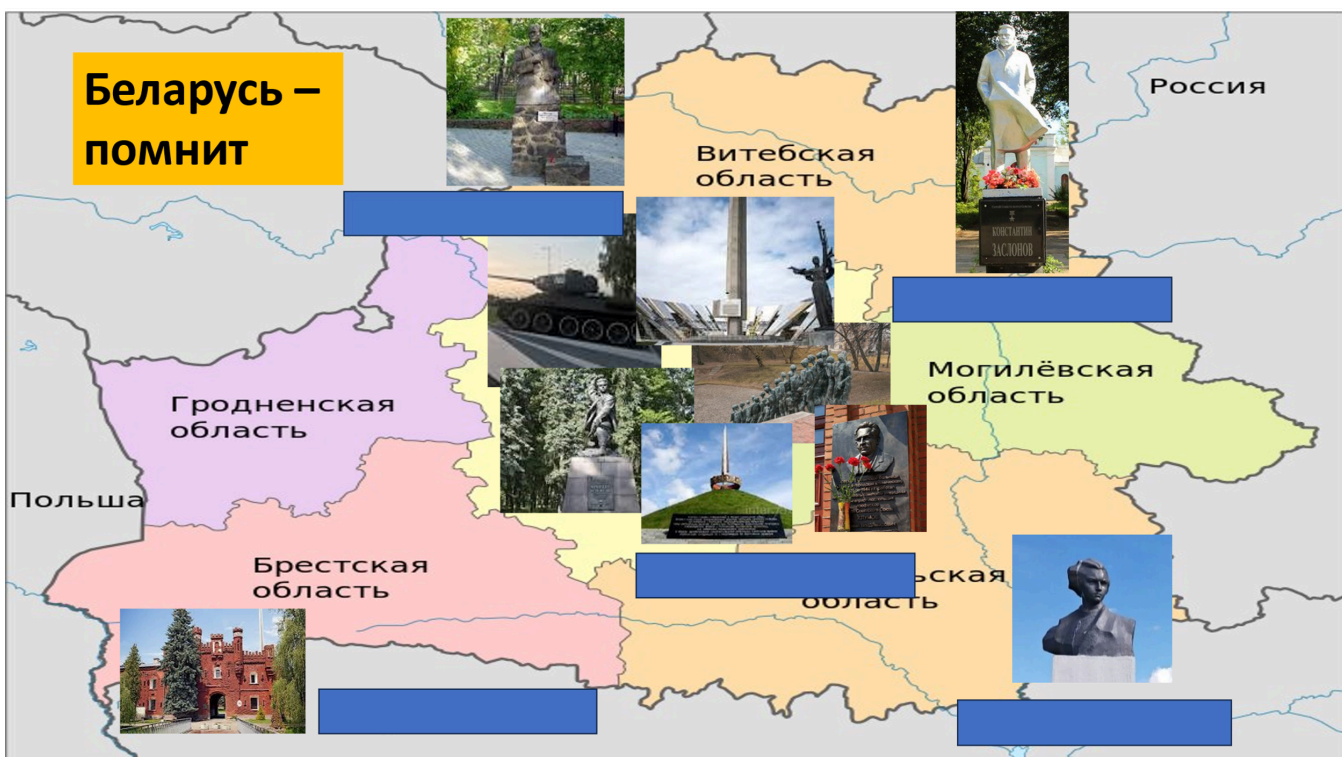 Беларусь –
помнит
Россия
Витебская
область
КОНСТАНТИН
ЗАСЛОНОВ
Могилёвская
область
Гродненская
область
Польша
Брестская
область
ьская
область